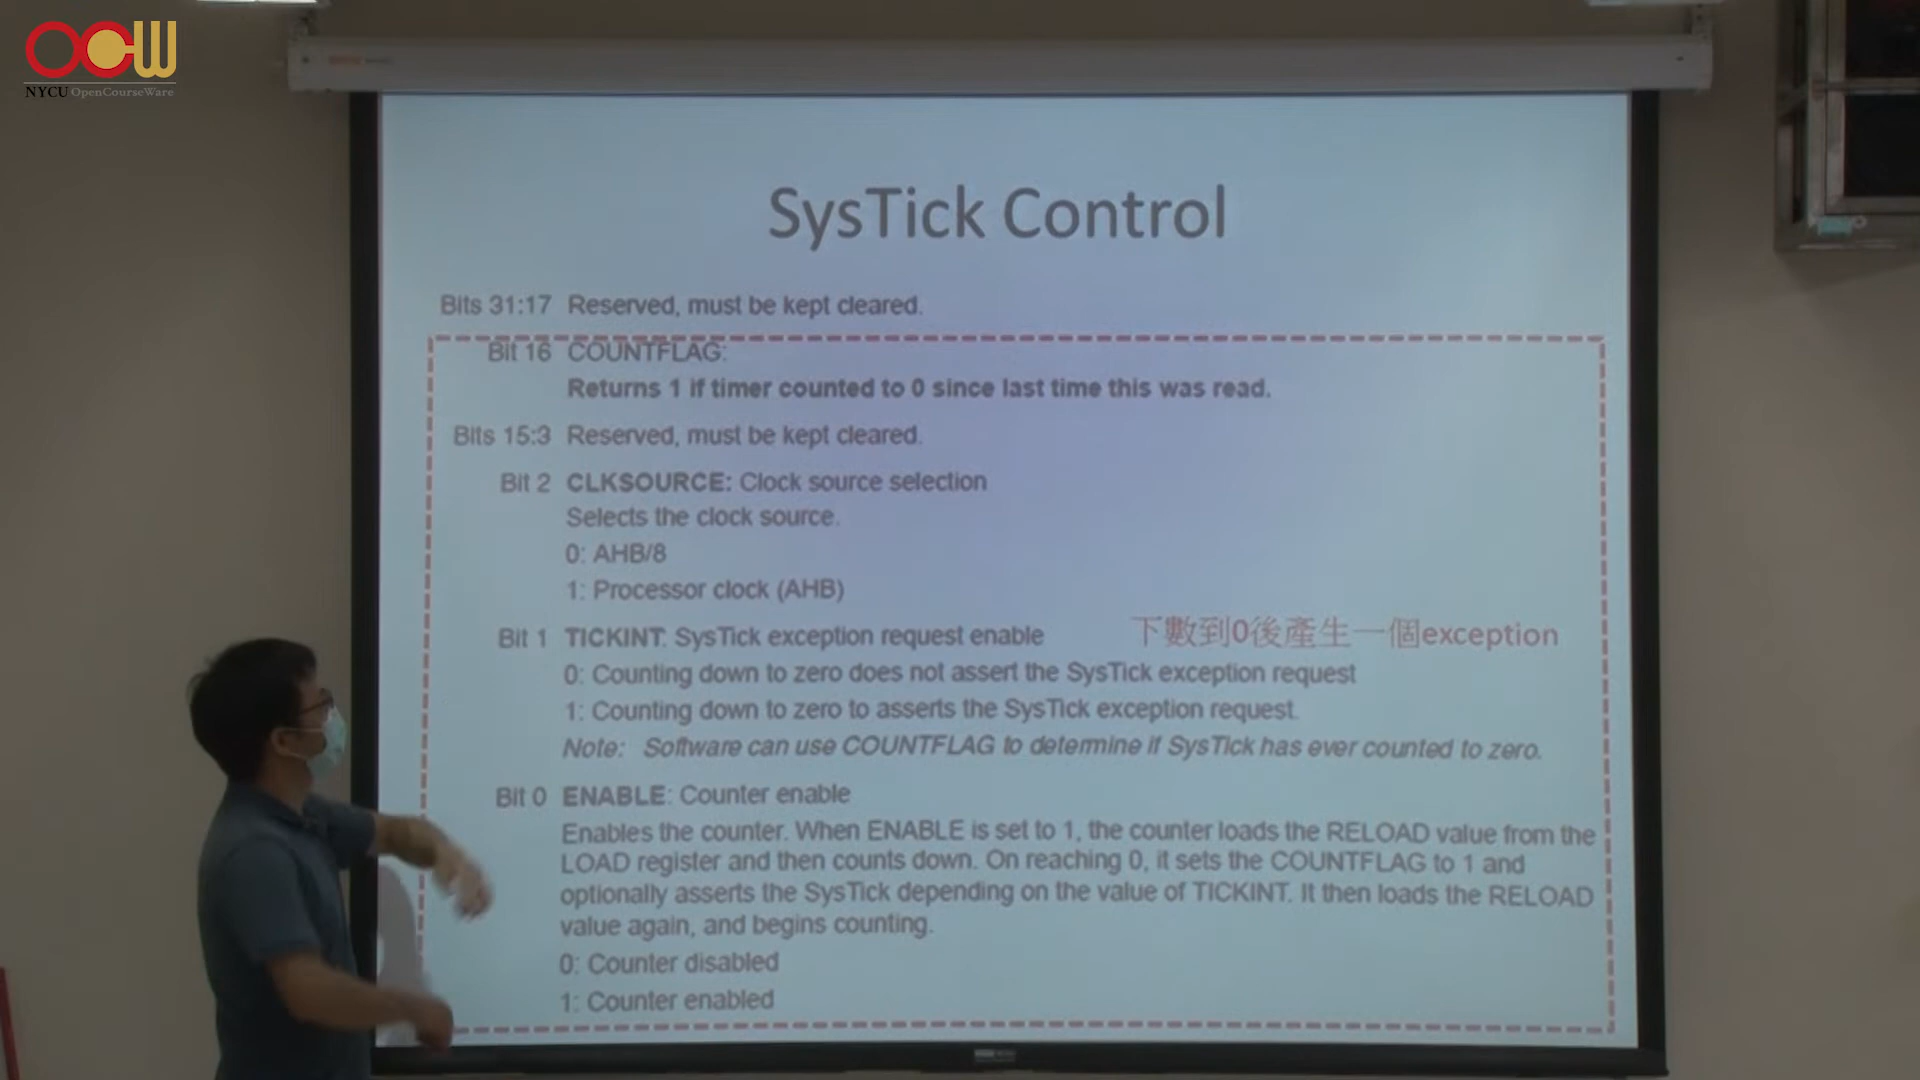 OCW
NYCU OpenCourseWare
SysTick Control
Bits 31:17 Reserved, must be kept cleared.
Bit 16 COUNTFLAG:
Returns 1 if timer counted to 0 since last time this was read.
Bits 15:3 Reserved, must be kept cleared.
Bit 2 CLKSOURCE: Clock source selection
Selects the clock source.
0: AHB/8
1: Processor clock (AHB)
Bit 1 TICKINT: SysTick exception request enable 下數到0後產生一個exception
0: Counting down to zero does not assert the SysTick exception request
1: Counting down to zero to asserts the SysTick exception request.
Note: Software can use COUNTFLAG to determine if SysTick has ever counted to zero.
Bit 0 ENABLE: Counter enable
Enables the counter. When ENABLE is set to 1, the counter loads the RELOAD value from the
LOAD register and then counts down. On reaching 0, it sets the COUNTFLAG to 1 and
optionally asserts the SysTick depending on the value of TICKINT. It then loads the RELOAD
value again, and begins counting.
0: Counter disabled
1: Counter enabled